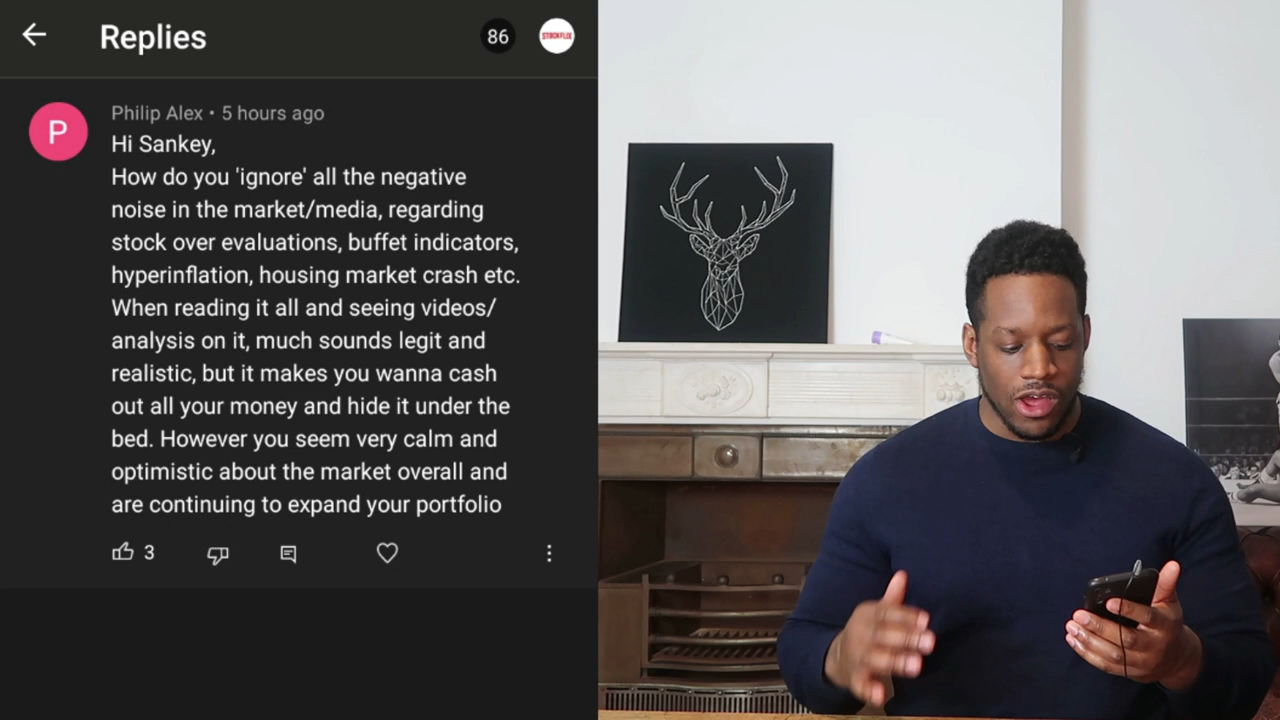 Replies
86
STOCKFLIX
Philip Alex • 5 hours ago
P
Hi Sankey,
How do you 'ignore' all the negative
noise in the market/media, regarding
stock over evaluations, buffet indicators,
hyperinflation, housing market crash etc.
When reading it all and seeing videos/
analysis on it, much sounds legit and
realistic, but it makes you wanna cash
out all your money and hide it under the
bed. However you seem very calm and
optimistic about the market overall and
are continuing to expand your portfolio
3